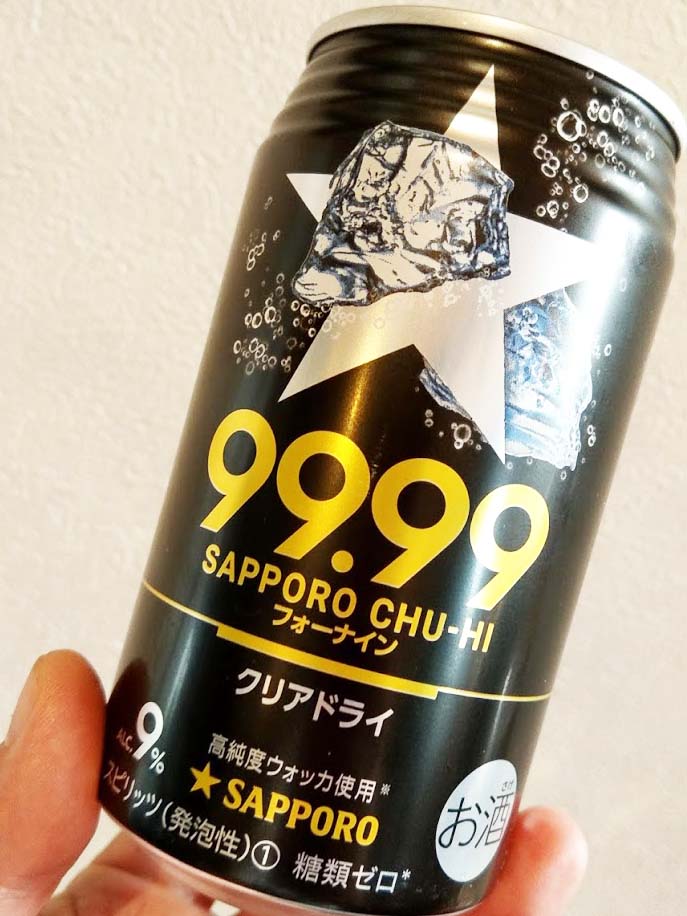 99.99
SAPPORO CHU-HI
フォーナイン
クリアドライ
ALC. 9%
高純度ウォッカ使用※
★SAPPORO
スピリッツ(発泡性)① 糖類ゼロ*
さけ
お酒